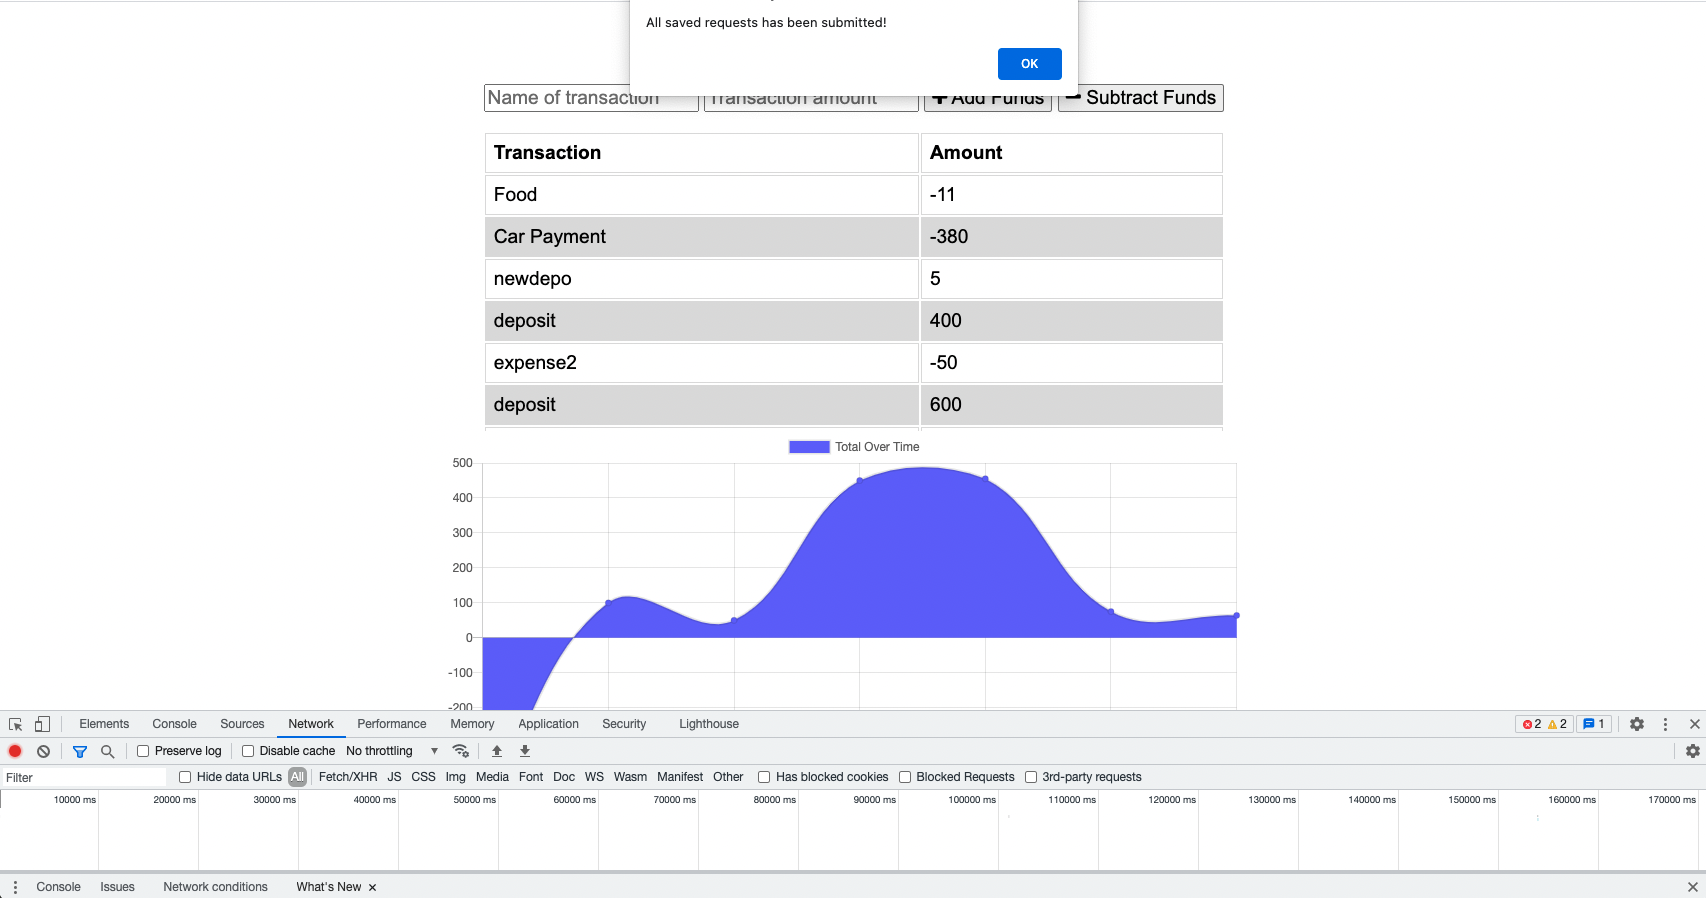 All saved requests has been submitted!
OK
Name of transaction Transaction amount Add Funds Subtract Funds
Transaction Amount
Food -11
Car Payment -380
newdepo 5
deposit 400
expense2 -50
deposit 600
Total Over Time
500
400
300
200
100
0
-100
-200
Elements Console Sources Network Performance Memory Application Security Lighthouse 2 2 1
Preserve log Disable cache No throttling
Filter Hide data URLs All Fetch/XHR JS CSS Img Media Font Doc WS Wasm Manifest Other Has blocked cookies Blocked Requests 3rd-party requests
10000 ms 20000 ms 30000 ms 40000 ms 50000 ms 60000 ms 70000 ms 80000 ms 90000 ms 100000 ms 110000 ms 120000 ms 130000 ms 140000 ms 150000 ms 160000 ms 170000 ms
Console Issues Network conditions What's New